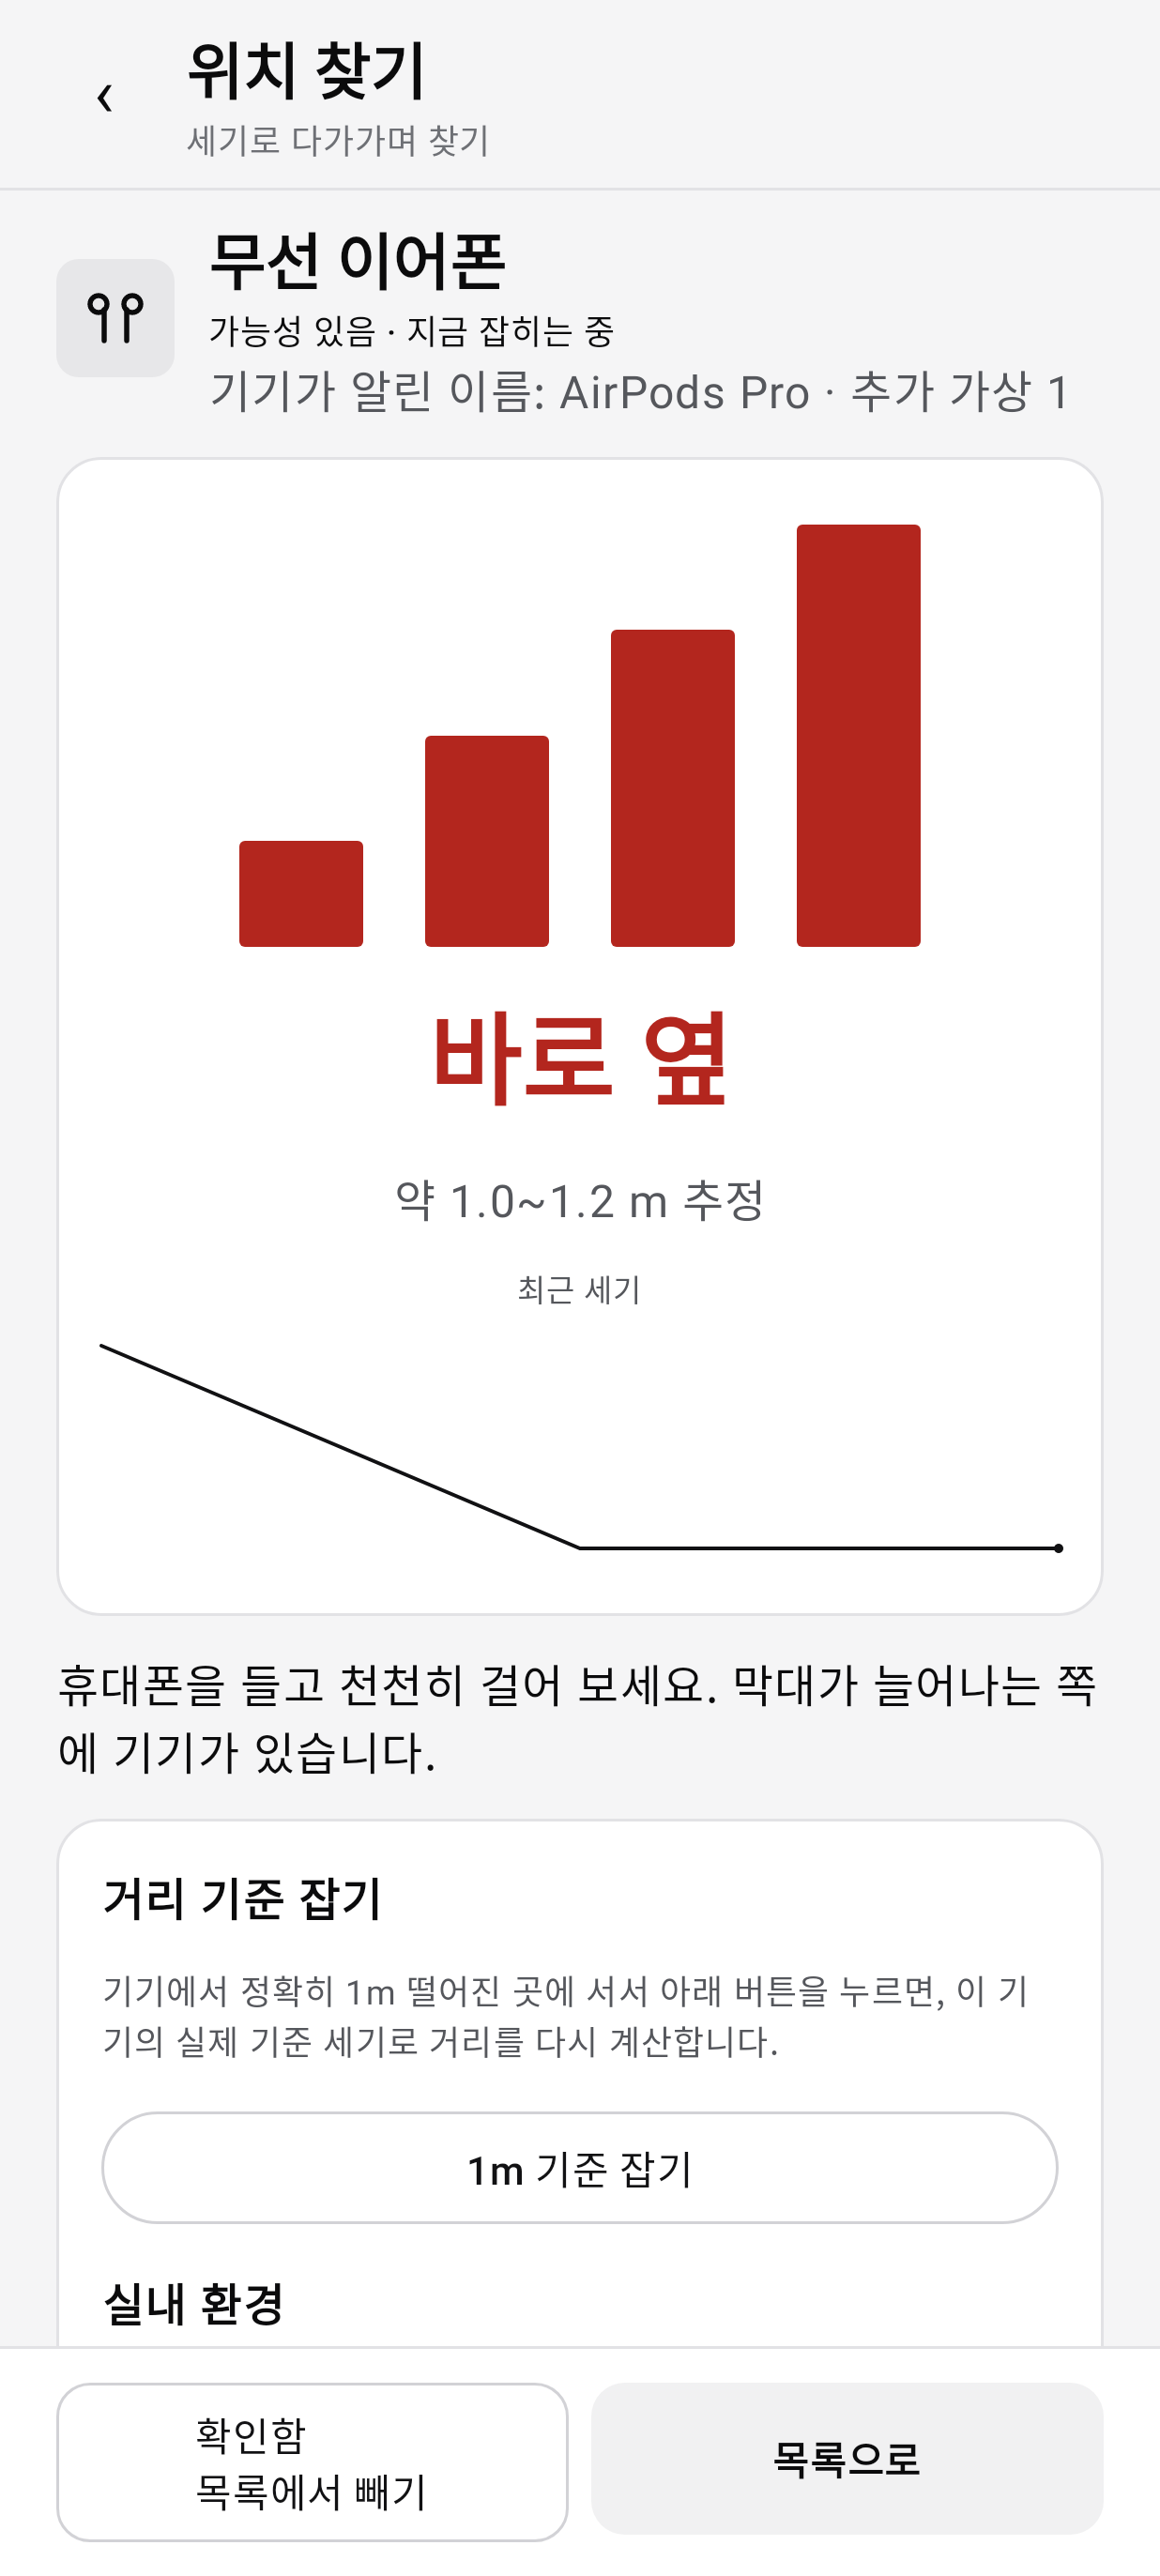 위치 찾기
세기로 다가가며 찾기
무선 이어폰
가능성 있음 · 지금 잡히는 중
기기가 알린 이름: AirPods Pro · 추가 가상 1
바로 옆
약 1.0~1.2 m 추정
최근 세기
휴대폰을 들고 천천히 걸어 보세요. 막대가 늘어나는 쪽
에 기기가 있습니다.
거리 기준 잡기
기기에서 정확히 1m 떨어진 곳에 서서 아래 버튼을 누르면, 이 기
기의 실제 기준 세기로 거리를 다시 계산합니다.
1m 기준 잡기
실내 환경
확인함
목록에서 빼기
목록으로